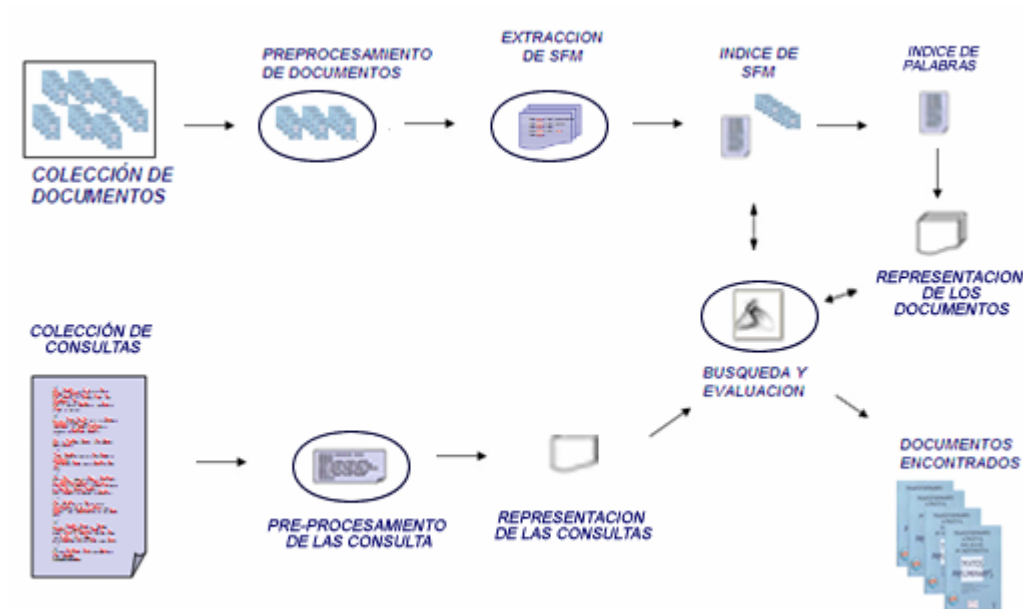 EXTRACCION
DE SFM
PREPROCESAMIENTO
DE DOCUMENTOS
INDICE DE
SFM
INDICE DE
PALABRAS
COLECCIÓN DE
DOCUMENTOS
REPRESENTACION
DE LOS
DOCUMENTOS
COLECCIÓN DE
CONSULTAS
BUSQUEDA Y
EVALUACION
DOCUMENTOS
ENCONTRADOS
PRE-PROCESAMIENTO
DE LAS CONSULTA
REPRESENTACION
DE LAS CONSULTAS
TEXTOS